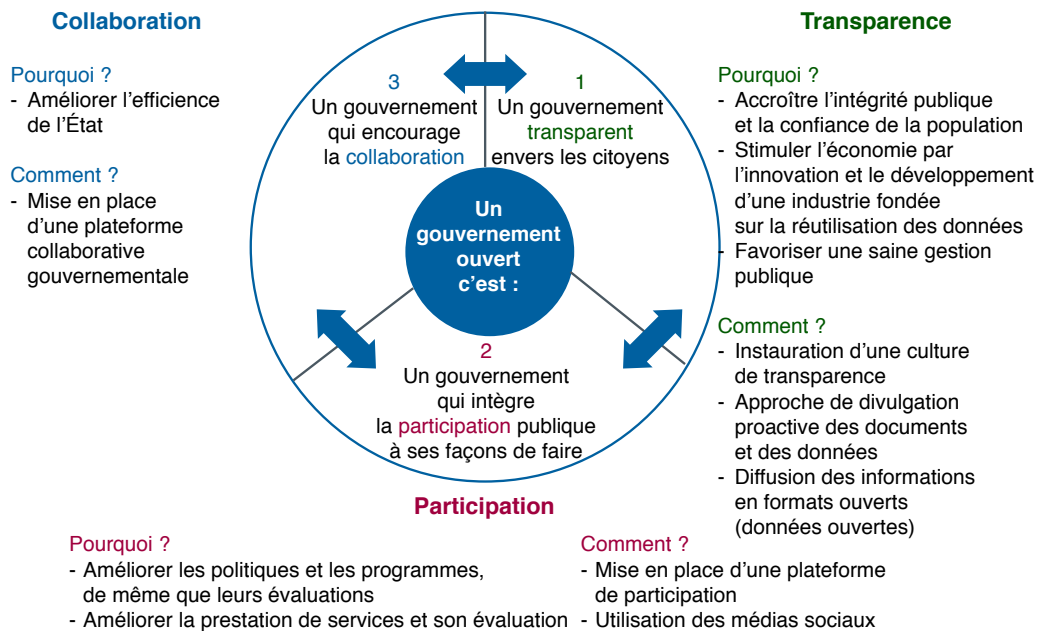 Collaboration
Pourquoi ?
- Améliorer l'efficience
de l'État
Comment ?
- Mise en place
d'une plateforme
collaborative
gouvernementale
3
Un gouvernement
qui encourage
la collaboration
1
Un gouvernement
transparent
envers les citoyens
Un
gouvernement
ouvert
c'est :
2
Un gouvernement
qui intègre
la participation publique
à ses façons de faire
Transparence
Pourquoi ?
- Accroître l'intégrité publique
et la confiance de la population
- Stimuler l'économie par
l'innovation et le développement
d'une industrie fondée
sur la réutilisation des données
- Favoriser une saine gestion
publique
Comment ?
- Instauration d'une culture
de transparence
- Approche de divulgation
proactive des documents
et des données
- Diffusion des informations
en formats ouverts
(données ouvertes)
Participation
Pourquoi ?
- Améliorer les politiques et les programmes,
de même que leurs évaluations
- Améliorer la prestation de services et son évaluation
Comment ?
- Mise en place d'une plateforme
de participation
- Utilisation des médias sociaux